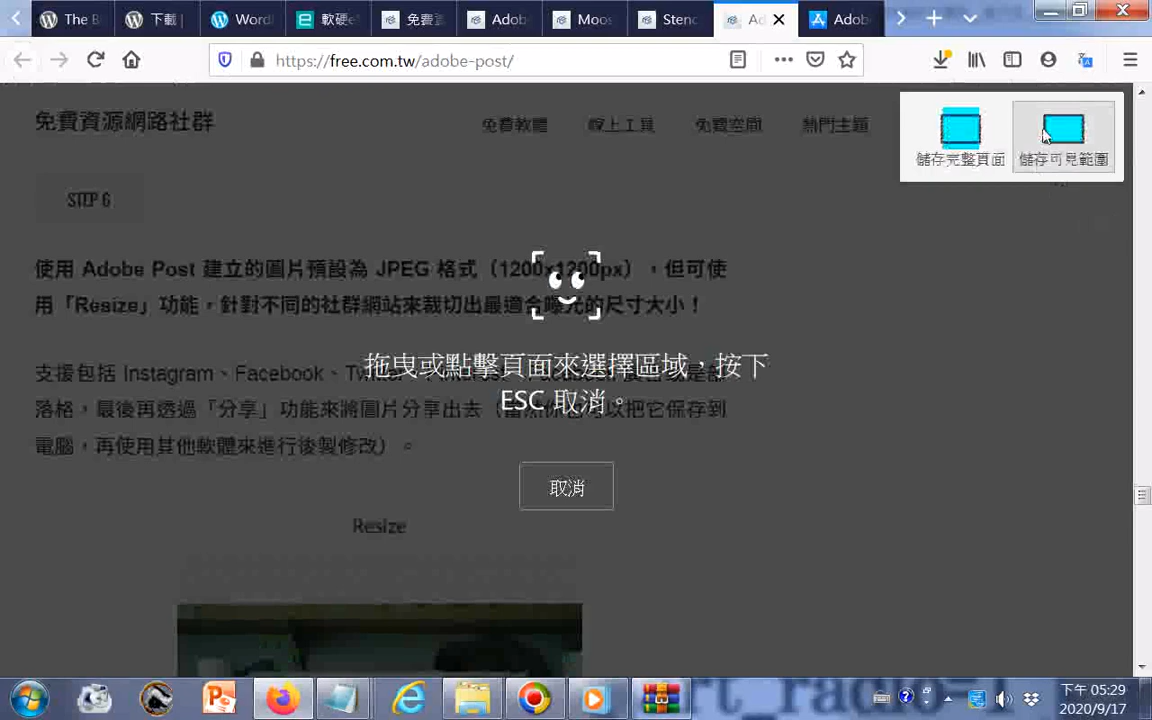 The B
下載 |
Word
軟硬e
免費
Adob
Moos
Stenc
Ad
Adob
https://free.com.tw/adobe-post/
免費資源網路社群
免費軟體
線上工具
免費空間
熱門主題
儲存完整頁面
儲存可見範圍
STEP 6
使用 Adobe Post 建立的圖片預設為 JPEG 格式（1200x1200px），但可使
用「Resize」功能，針對不同的社群網站來裁切出最適合曝光的尺寸大小！
拖曳或點擊頁面來選擇區域，按下
ESC 取消。
支援包括 Instagram、Facebook、
落格，最後再透過「分享」功能來將圖片分享出去（當然你也可以把它保存到
電腦，再使用其他軟體來進行後製修改）。
取消
Resize
下午 05:29
2020/9/17